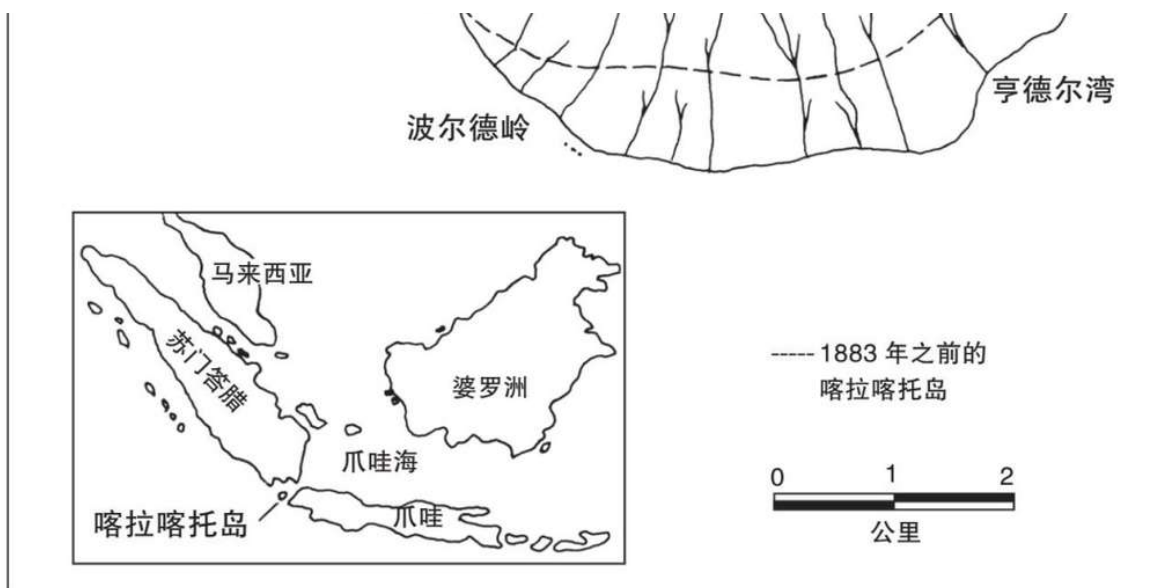 亨德尔湾
波尔德岭
马来西亚
苏门答腊
婆罗洲
爪哇海
爪哇
喀拉喀托岛
----- 1883 年之前的
喀拉喀托岛
0 1 2
公里